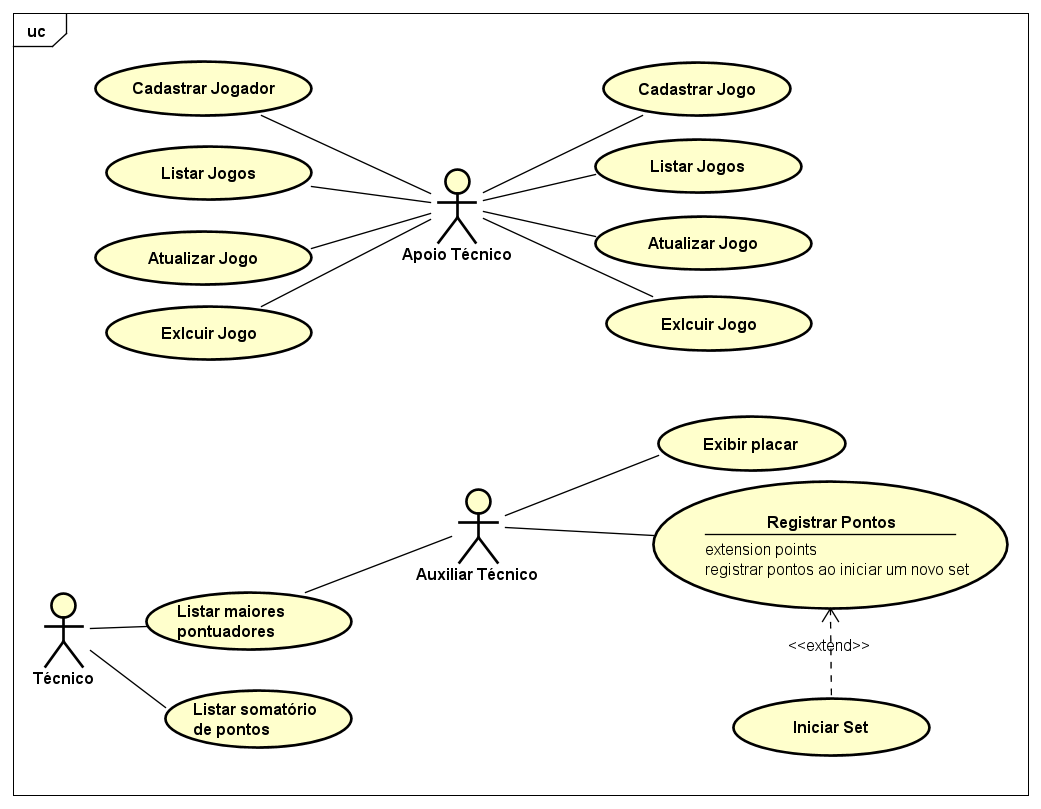 uc
Cadastrar Jogador
Cadastrar Jogo
Listar Jogos
Listar Jogos
Atualizar Jogo
Atualizar Jogo
Exlcuir Jogo
Exlcuir Jogo
Apoio Técnico
Exibir placar
Registrar Pontos
extension points
registrar pontos ao iniciar um novo set
Auxiliar Técnico
Listar maiores
pontuadores
<<extend>>
Técnico
Listar somatório
de pontos
Iniciar Set